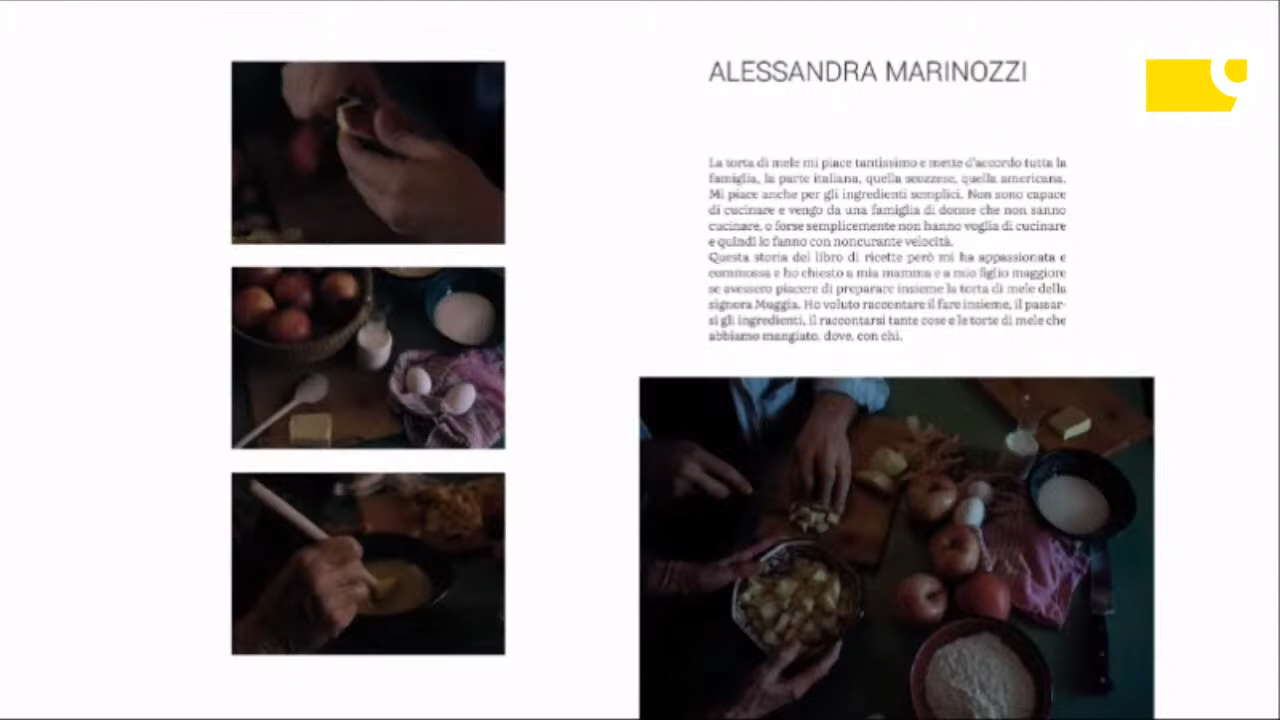 ALESSANDRA MARINOZZI
La torta di mele mi piace tantissimo e mette d'accordo tutta la
famiglia, la parte italiana, quella scozzese, quella americana.
Mi piace anche per gli ingredienti semplici. Non sono capace
di cucinare e vengo da una famiglia di donne che non sanno
cucinare, o forse semplicemente non hanno voglia di cucinare
e quindi lo fanno con noncurante velocità.
Questa storia del libro di ricette però mi ha appassionata e
commossa e ho chiesto a mia mamma e a mio figlio maggiore
se avessero piacere di preparare insieme la torta di mele della
signora Muggia. Ho voluto raccontare il fare insieme, il passar-
si gli ingredienti, il raccontarsi tante cose e le torte di mele che
abbiamo mangiato, dove, con chi.